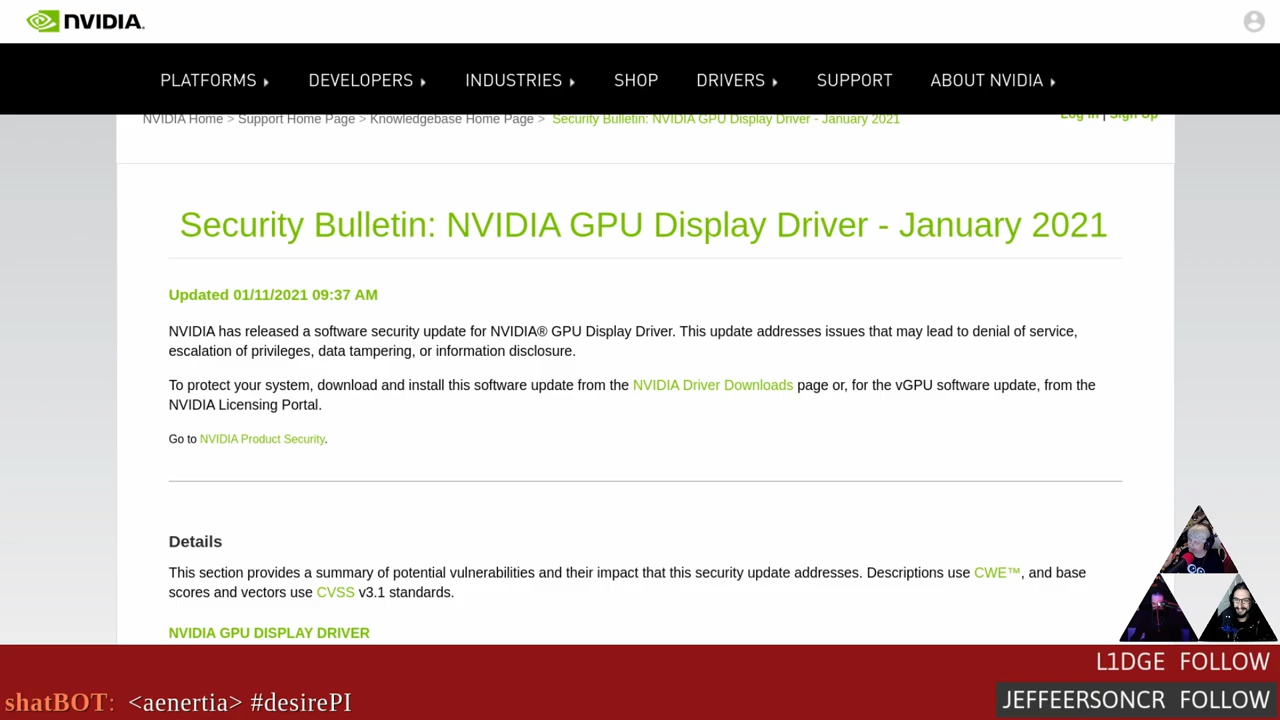 NVIDIA.
PLATFORMS DEVELOPERS INDUSTRIES SHOP DRIVERS SUPPORT ABOUT NVIDIA
NVIDIA Home > Support Home Page > Knowledgebase Home Page > Security Bulletin: NVIDIA GPU Display Driver - January 2021
Log In | Sign Up
Security Bulletin: NVIDIA GPU Display Driver - January 2021
Updated 01/11/2021 09:37 AM
NVIDIA has released a software security update for NVIDIA® GPU Display Driver. This update addresses issues that may lead to denial of service,
escalation of privileges, data tampering, or information disclosure.
To protect your system, download and install this software update from the NVIDIA Driver Downloads page or, for the vGPU software update, from the
NVIDIA Licensing Portal.
Go to NVIDIA Product Security.
Details
This section provides a summary of potential vulnerabilities and their impact that this security update addresses. Descriptions use CWE™, and base
scores and vectors use CVSS v3.1 standards.
NVIDIA GPU DISPLAY DRIVER
L1DGE FOLLOW
shatBOT: <aenertia> #desirePI
JEFFEERSONCR FOLLOW